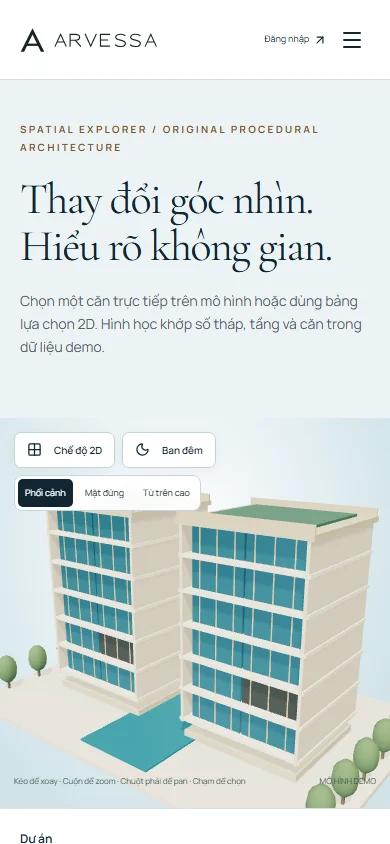 ARVESSA
Đăng nhập
SPATIAL EXPLORER / ORIGINAL PROCEDURAL
ARCHITECTURE
Thay đổi góc nhìn.
Hiểu rõ không gian.
Chọn một căn trực tiếp trên mô hình hoặc dùng bảng
lựa chọn 2D. Hình học khớp số tháp, tầng và căn trong
dữ liệu demo.
Chế độ 2D
Ban đêm
Phối cảnh
Mặt đứng
Từ trên cao
Kéo để xoay · Cuộn để zoom · Chuột phải để pan · Chạm để chọn
MÔ HÌNH DEMO
Dự án